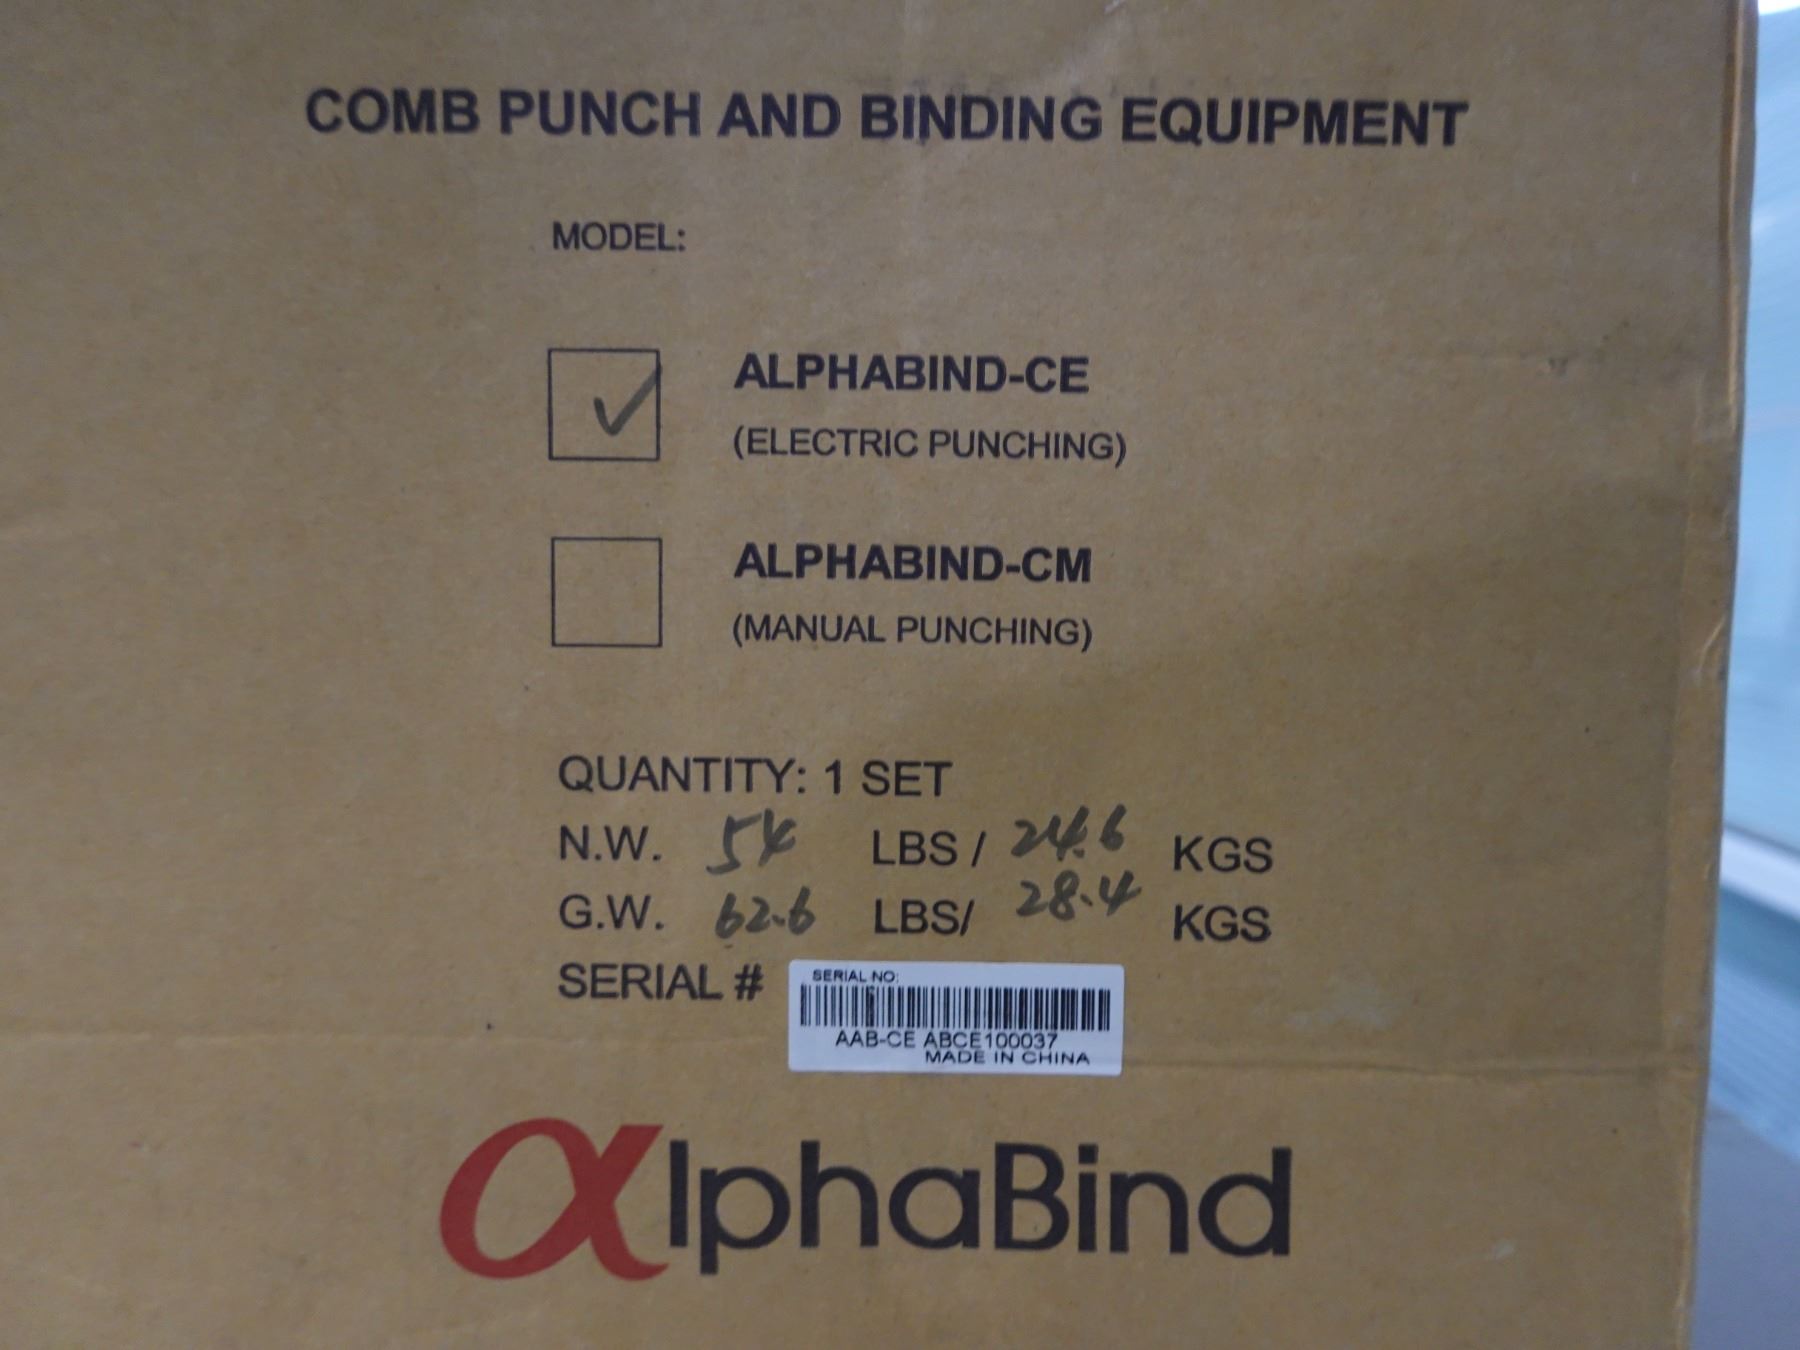 COMB PUNCH AND BINDING EQUIPMENT
MODEL:
ALPHABIND-CE
(ELECTRIC PUNCHING)
ALPHABIND-CM
(MANUAL PUNCHING)
QUANTITY: 1 SET
N.W. 54 LBS / 24.6 KGS
G.W. 62.6 LBS/ 28.4 KGS
SERIAL #
SERIAL NO:
AAB-CE ABCE100037
MADE IN CHINA
αlphaBind